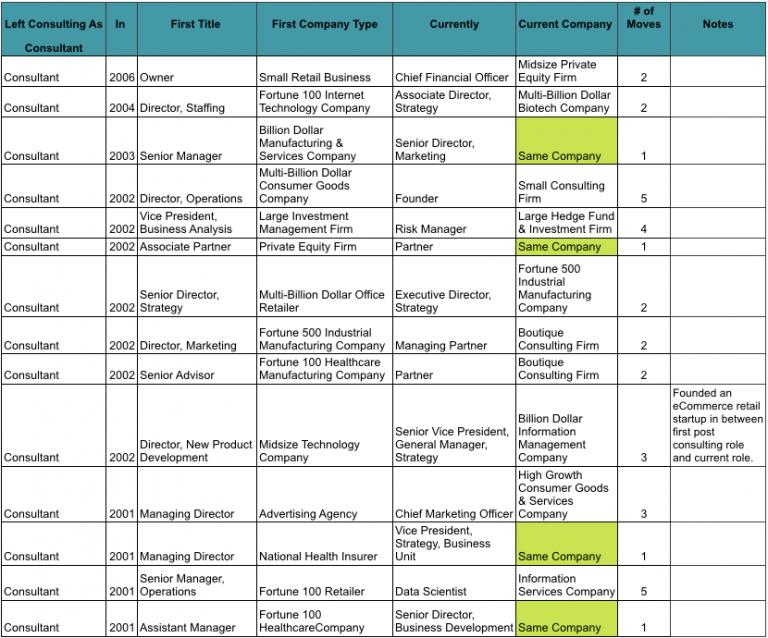 Left Consulting As Consultant In First Title First Company Type Currently Current Company # of Moves Notes
Consultant 2006 Owner Small Retail Business Chief Financial Officer Midsize Private Equity Firm 2
Consultant 2004 Director, Staffing Fortune 100 Internet Technology Company Associate Director, Strategy Multi-Billion Dollar Biotech Company 2
Consultant 2003 Senior Manager Billion Dollar Manufacturing & Services Company Senior Director, Marketing Same Company 1
Consultant 2002 Director, Operations Multi-Billion Dollar Consumer Goods Company Founder Small Consulting Firm 5
Consultant 2002 Vice President, Business Analysis Large Investment Management Firm Risk Manager Large Hedge Fund & Investment Firm 4
Consultant 2002 Associate Partner Private Equity Firm Partner Same Company 1
Consultant 2002 Senior Director, Strategy Multi-Billion Dollar Office Retailer Executive Director, Strategy Fortune 500 Industrial Manufacturing Company 2
Consultant 2002 Director, Marketing Fortune 500 Industrial Manufacturing Company Managing Partner Boutique Consulting Firm 2
Consultant 2002 Senior Advisor Fortune 100 Healthcare Manufacturing Company Partner Boutique Consulting Firm 2
Consultant 2002 Director, New Product Development Midsize Technology Company Senior Vice President, General Manager, Strategy Billion Dollar Information Management Company 3 Founded an eCommerce retail startup in between first post consulting role and current role.
Consultant 2001 Managing Director Advertising Agency Chief Marketing Officer High Growth Consumer Goods & Services Company 3
Consultant 2001 Managing Director National Health Insurer Vice President, Strategy, Business Unit Same Company 1
Consultant 2001 Senior Manager, Operations Fortune 100 Retailer Data Scientist Information Services Company 5
Consultant 2001 Assistant Manager Fortune 100 HealthcareCompany Senior Director, Business Development Same Company 1